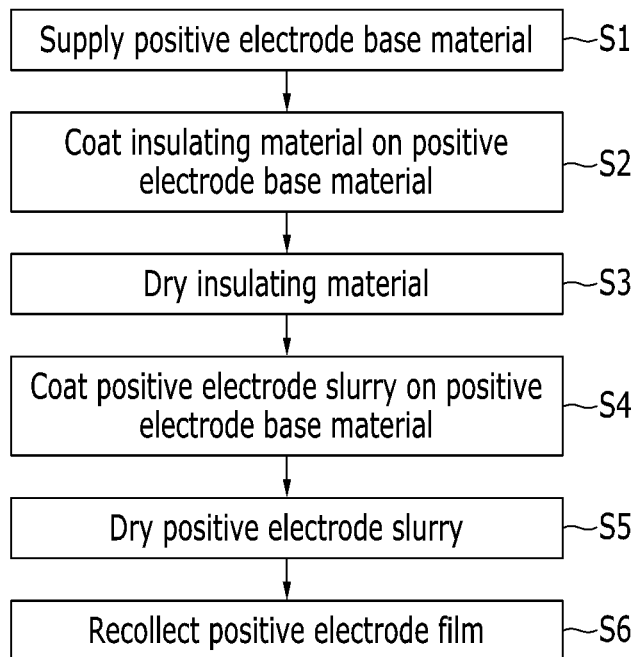 Supply positive electrode base material
S1
Coat insulating material on positive
electrode base material
S2
Dry insulating material
S3
Coat positive electrode slurry on positive
electrode base material
S4
Dry positive electrode slurry
S5
Recollect positive electrode film
S6